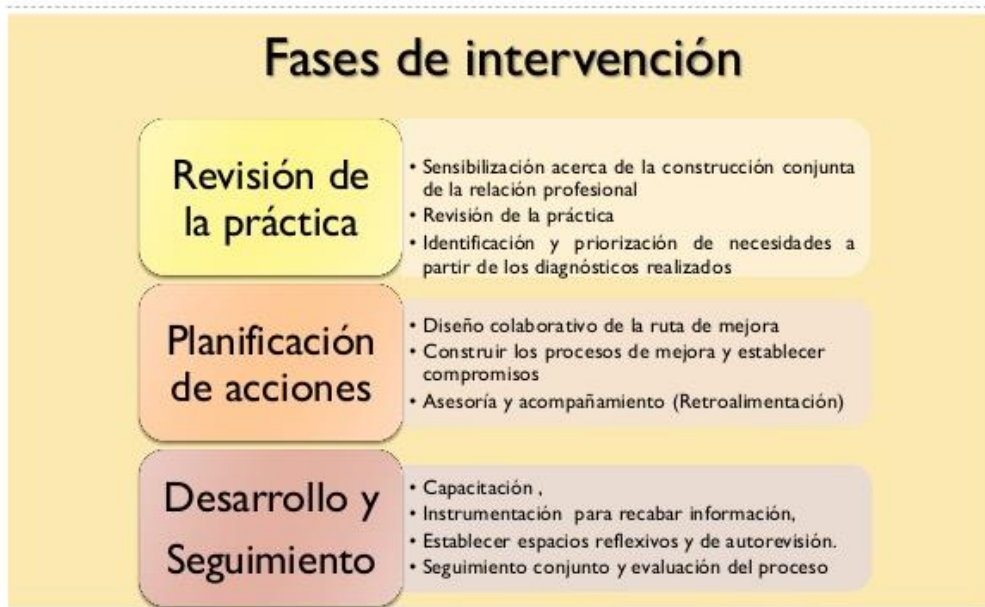 Fases de intervención
Revisión de
la práctica
• Sensibilización acerca de la construcción conjunta
de la relación profesional
• Revisión de la práctica
• Identificación y priorización de necesidades a
partir de los diagnósticos realizados
Planificación
de acciones
• Diseño colaborativo de la ruta de mejora
• Construir los procesos de mejora y establecer
compromisos
• Asesoría y acompañamiento (Retroalimentación)
Desarrollo y
Seguimiento
• Capacitación ,
• Instrumentación para recabar información,
• Establecer espacios reflexivos y de autorevisión.
• Seguimiento conjunto y evaluación del proceso